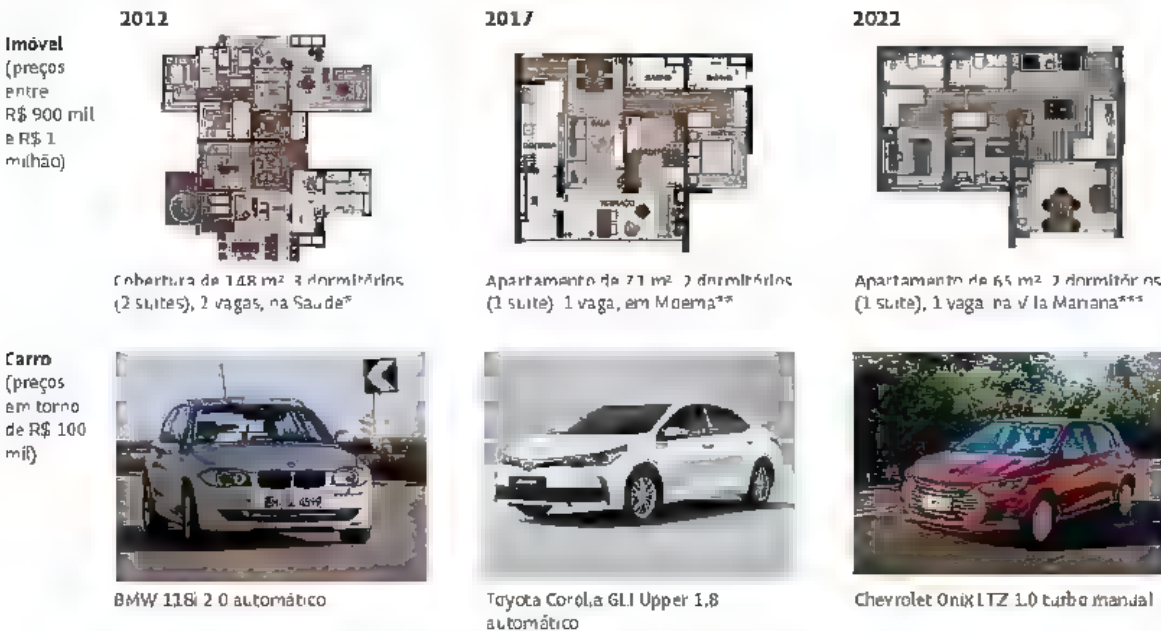 2012
2017
2022
Imóvel
(preços
entre
R$ 900 mil
e R$ 1
milhão)
SALA
TERRAÇO
Cobertura de 148 m² 3 dormitórios
(2 suítes), 2 vagas, na Saúde*
Apartamento de 71 m² 2 dormitórios
(1 suíte) 1 vaga, em Moema**
Apartamento de 65 m² 2 dormitórios
(1 suíte), 1 vaga na Vila Mariana***
Carro
(preços
em torno
de R$ 100
mil)
BMW 118i 2.0 automático
Toyota Corolla GLI Upper 1,8
automático
Chevrolet Onix LTZ 1.0 turbo manual